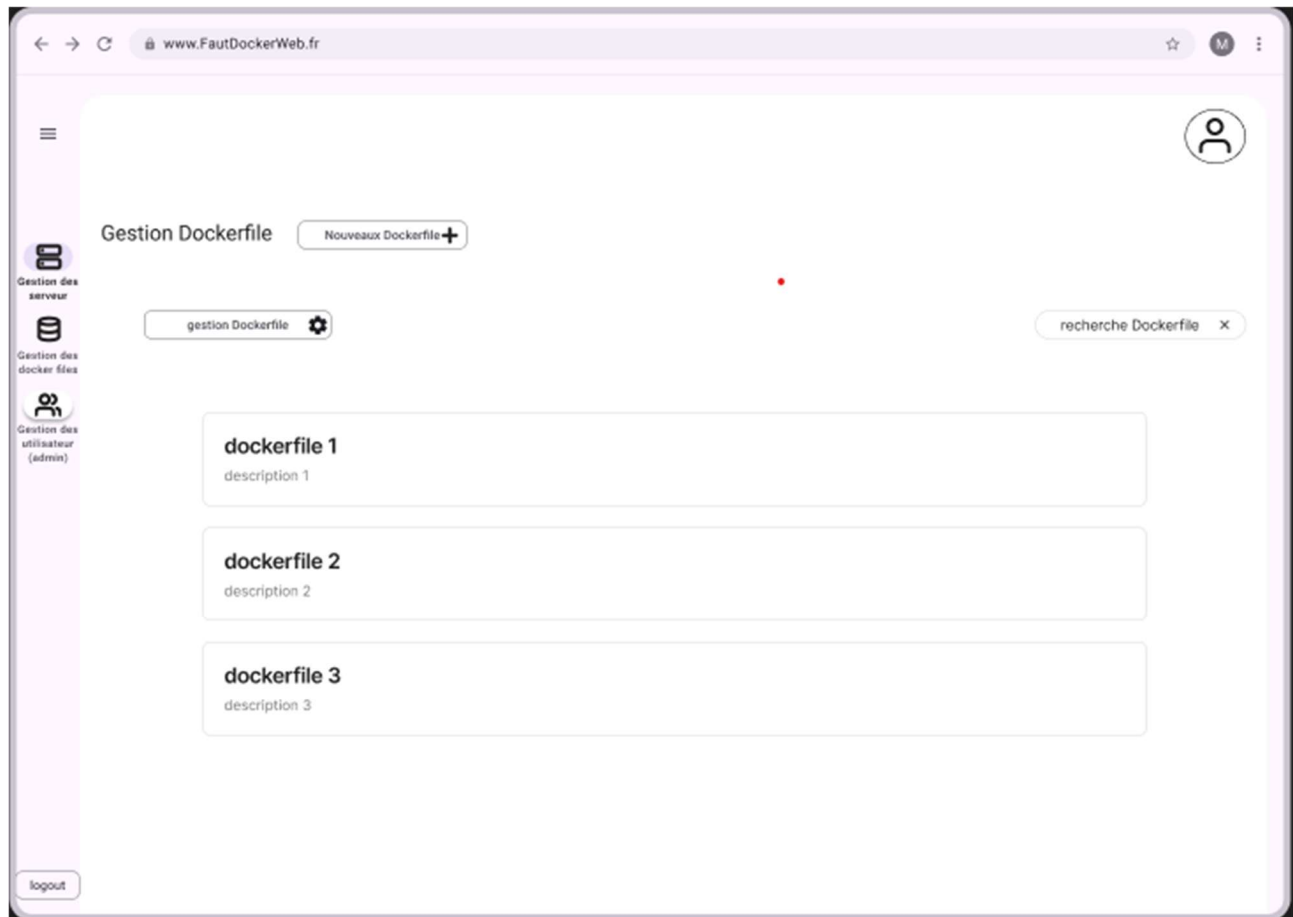 www.FautDockerWeb.fr
M
Gestion Dockerfile
Nouveaux Dockerfile
Gestion des
serveur
gestion Dockerfile
recherche Dockerfile
Gestion des
docker files
Gestion des
utilisateur
(admin)
dockerfile 1
description 1
dockerfile 2
description 2
dockerfile 3
description 3
logout